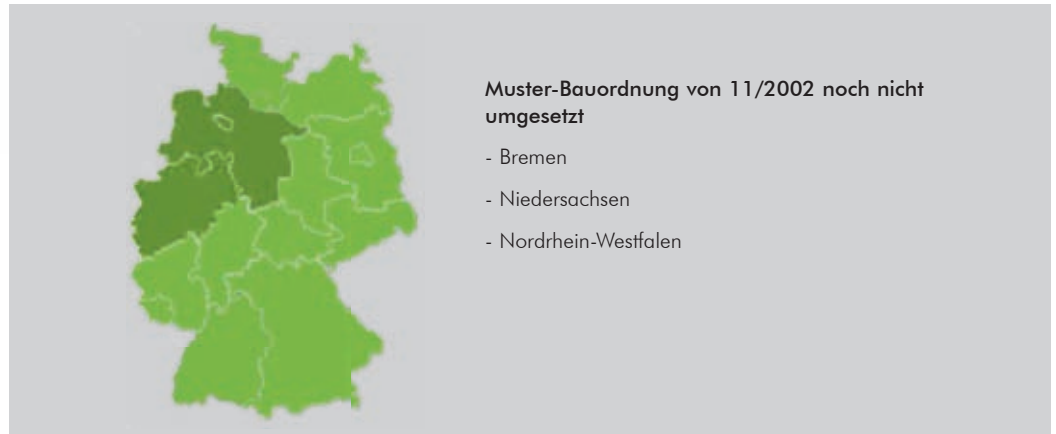 Muster-Bauordnung von 11/2002 noch nicht
umgesetzt
- Bremen
- Niedersachsen
- Nordrhein-Westfalen